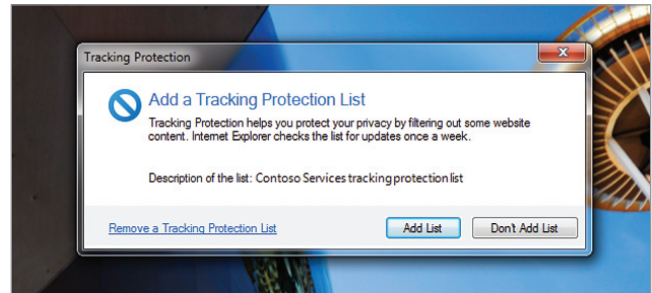 Tracking Protection
Add a Tracking Protection List
Tracking Protection helps you protect your privacy by filtering out some website
content. Internet Explorer checks the list for updates once a week.
Description of the list: Contoso Services tracking protection list
Remove a Tracking Protection List
Add List
Don't Add List